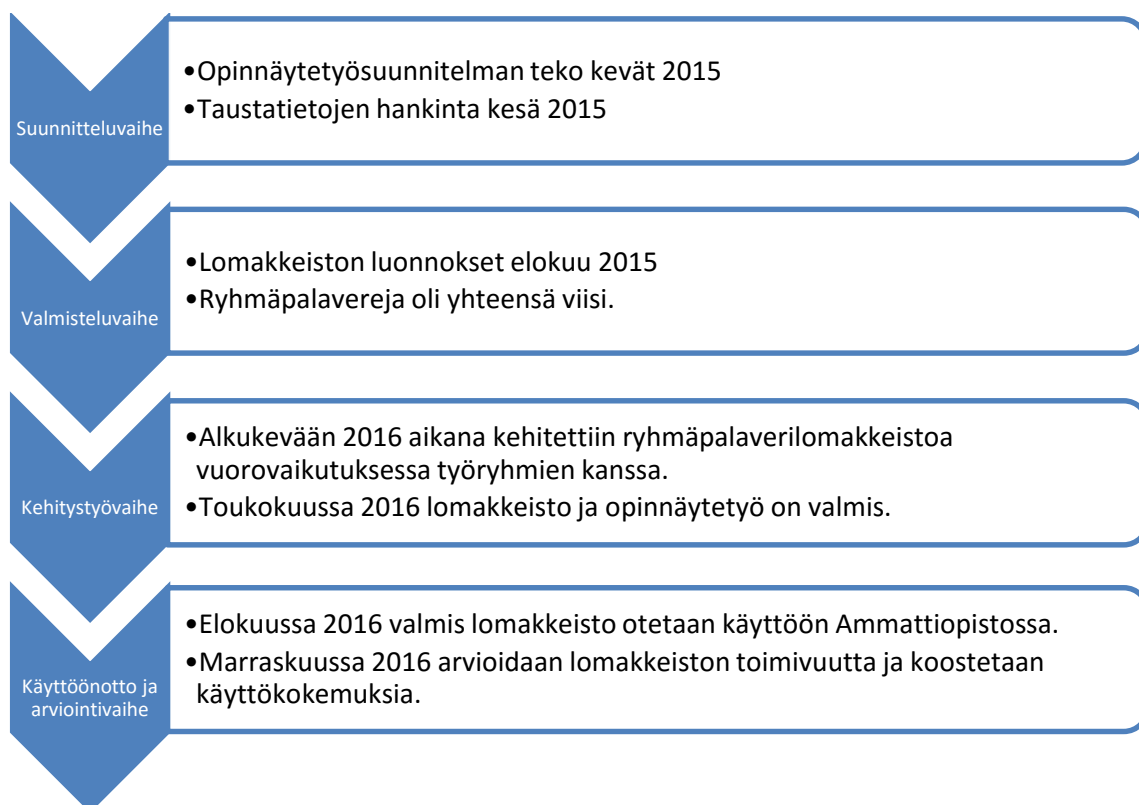 Suunnitteluvaihe
•Opinnäytetyösuunnitelman teko kevät 2015
•Taustatietojen hankinta kesä 2015
Valmisteluvaihe
•Lomakkeiston luonnokset elokuu 2015
•Ryhmäpalavereja oli yhteensä viisi.
Kehitystyövaihe
•Alkukevään 2016 aikana kehitettiin ryhmäpalaverilomakkeistoa
vuorovaikutuksessa työryhmien kanssa.
•Toukokuussa 2016 lomakkeisto ja opinnäytetyö on valmis.
Käyttöönotto ja
arviointivaihe
•Elokuussa 2016 valmis lomakkeisto otetaan käyttöön Ammattiopistossa.
•Marraskuussa 2016 arvioidaan lomakkeiston toimivuutta ja koostetaan
käyttökokemuksia.